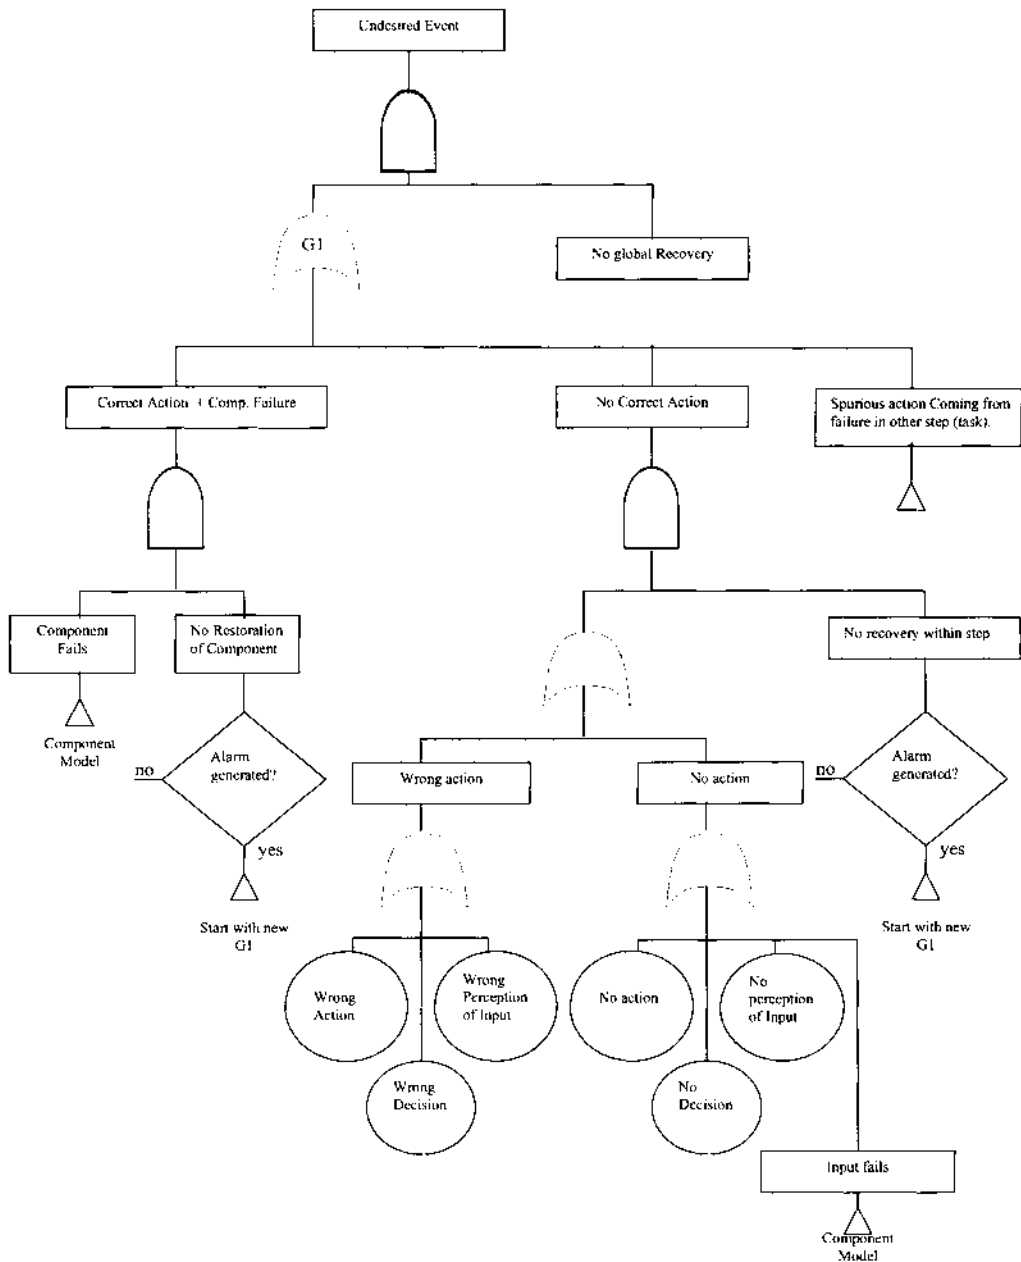 Undesired Event
G1
No global Recovery
Correct Action + Comp. Failure
No Correct Action
Spurious action Coming from
failure in other step (task).
Component
Fails
No Restoration
of Component
No recovery within step
Component
Model
no
Alarm
generated?
yes
Start with new
G1
Wrong action
No action
no
Alarm
generated?
yes
Start with new
G1
Wrong
Action
Wrong
Perception
of Input
No action
No
perception
of Input
Wrong
Decision
No
Decision
Input fails
Component
Model